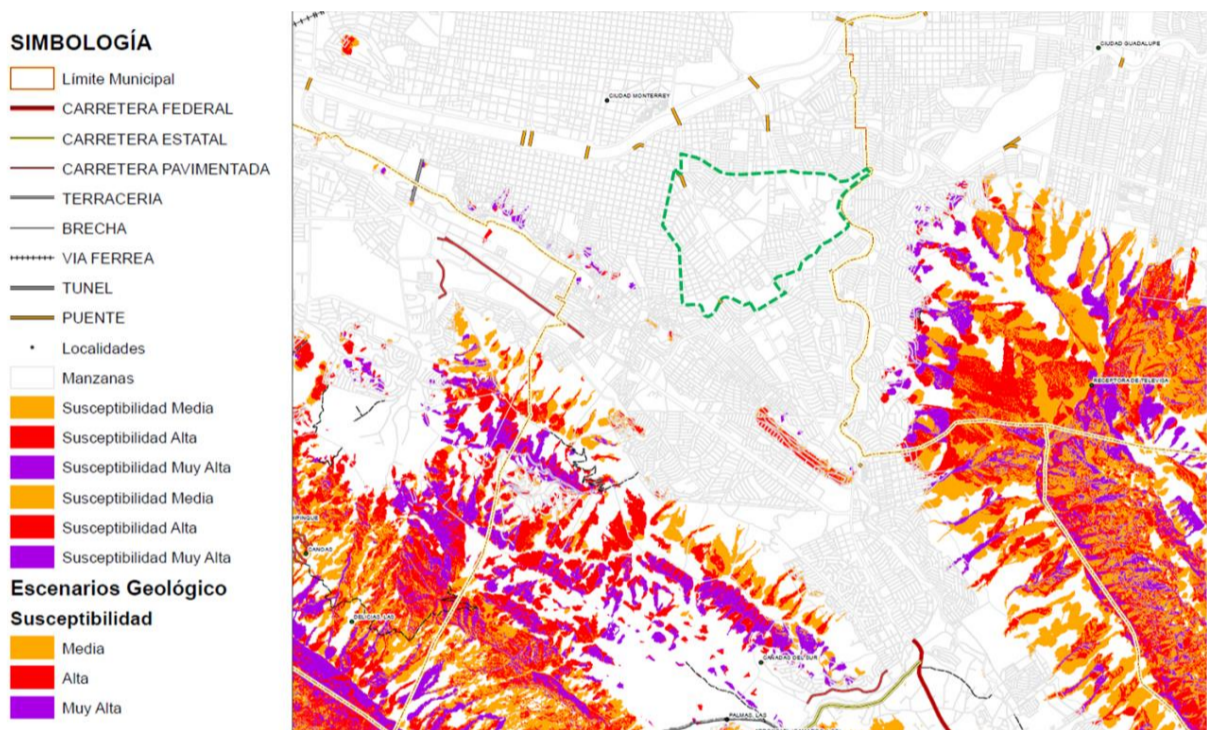 SIMBOLOGÍA
Límite Municipal
CARRETERA FEDERAL
CARRETERA ESTATAL
CARRETERA PAVIMENTADA
TERRACERIA
BRECHA
VIA FERREA
TUNEL
PUENTE
Localidades
Manzanas
Susceptibilidad Media
Susceptibilidad Alta
Susceptibilidad Muy Alta
Susceptibilidad Media
Susceptibilidad Alta
Susceptibilidad Muy Alta
Escenarios Geológico
Susceptibilidad
Media
Alta
Muy Alta
CIUDAD GUADALUPE
CIUDAD MONTERREY
DELICIAS, LAS
CAÑADAS DEL SUR
PALMAS, LAS